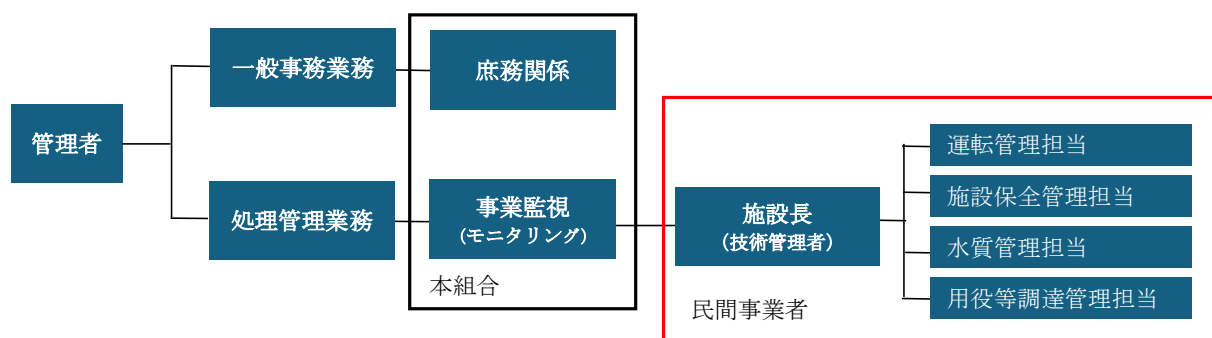 管理者
一般事務業務
処理管理業務
庶務関係
事業監視
(モニタリング)
本組合
施設長
(技術管理者)
民間事業者
運転管理担当
施設保全管理担当
水質管理担当
用役等調達管理担当